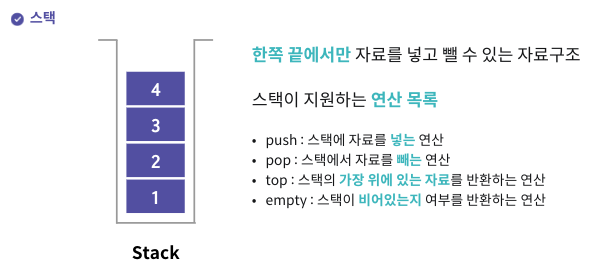 스택
한쪽 끝에서만 자료를 넣고 뺄 수 있는 자료구조
스택이 지원하는 연산 목록
• push : 스택에 자료를 넣는 연산
• pop : 스택에서 자료를 빼는 연산
• top : 스택의 가장 위에 있는 자료를 반환하는 연산
• empty : 스택이 비어있는지 여부를 반환하는 연산
4
3
2
1
Stack